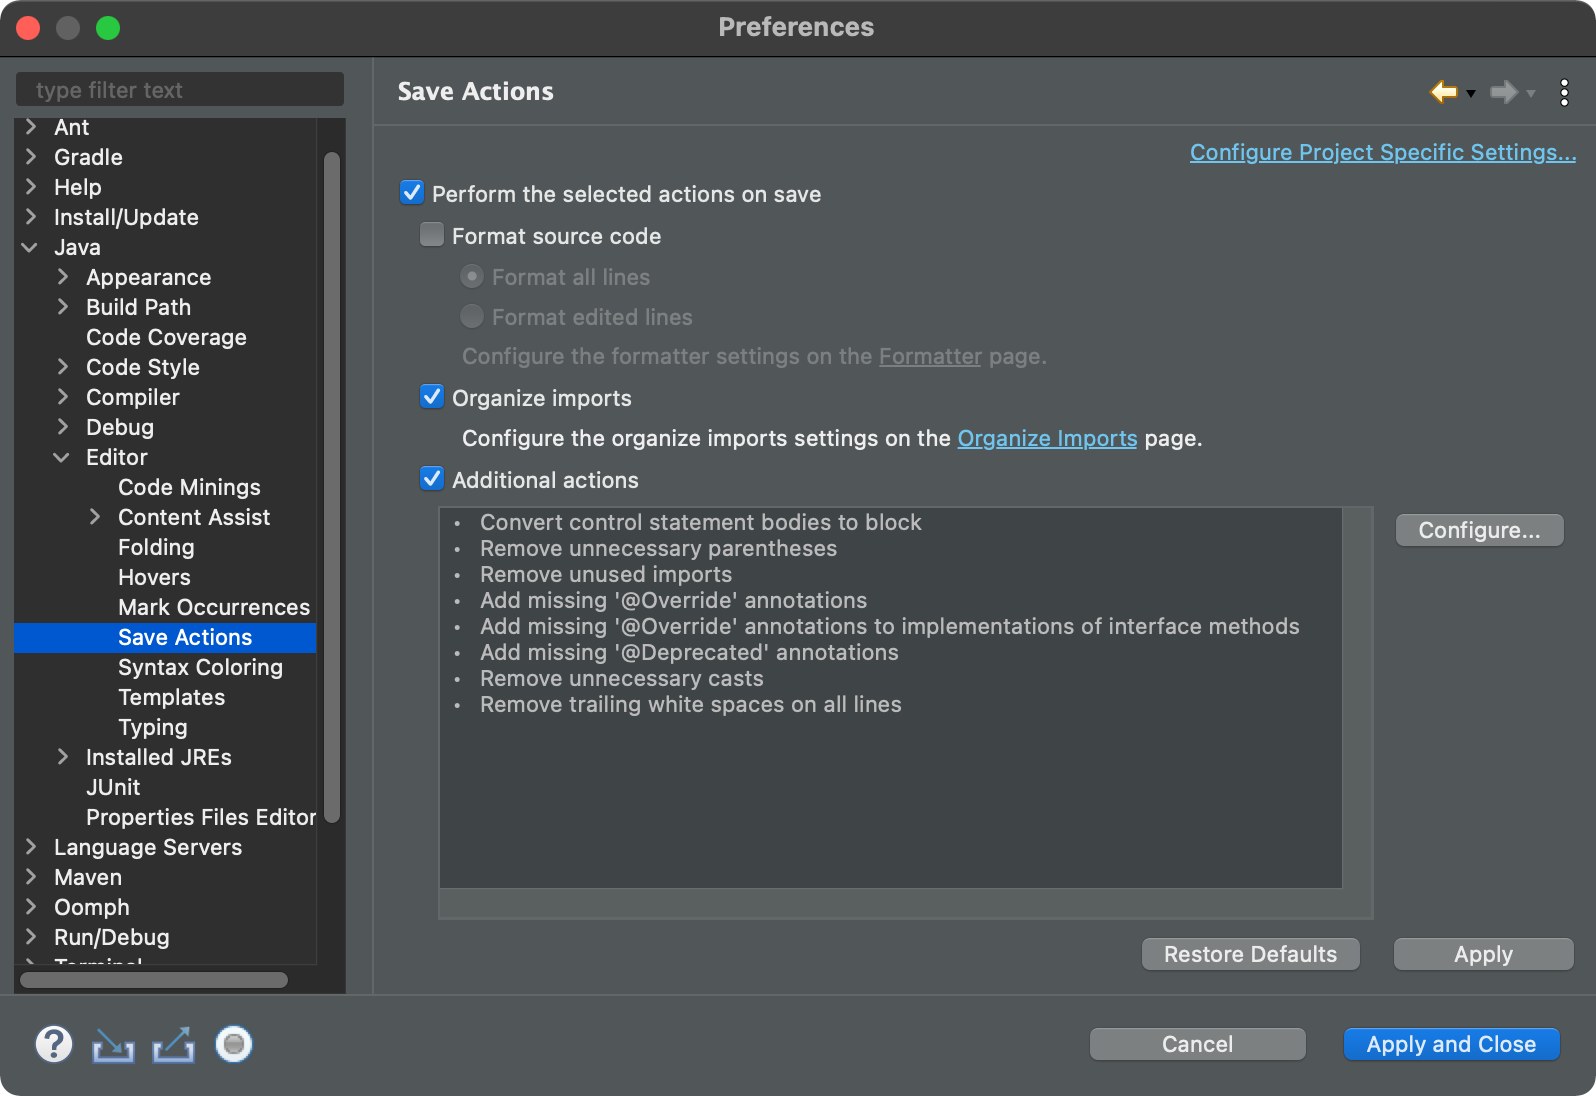 Preferences
type filter text
Ant
Gradle
Help
Install/Update
Java
Appearance
Build Path
Code Coverage
Code Style
Compiler
Debug
Editor
Code Minings
Content Assist
Folding
Hovers
Mark Occurrences
Save Actions
Syntax Coloring
Templates
Typing
Installed JREs
JUnit
Properties Files Editor
Language Servers
Maven
Oomph
Run/Debug
Terminal
Save Actions
Configure Project Specific Settings...
Perform the selected actions on save
Format source code
Format all lines
Format edited lines
Configure the formatter settings on the Formatter page.
Organize imports
Configure the organize imports settings on the Organize Imports page.
Additional actions
• Convert control statement bodies to block
• Remove unnecessary parentheses
• Remove unused imports
• Add missing '@Override' annotations
• Add missing '@Override' annotations to implementations of interface methods
• Add missing '@Deprecated' annotations
• Remove unnecessary casts
• Remove trailing white spaces on all lines
Configure...
Restore Defaults
Apply
?
Cancel
Apply and Close